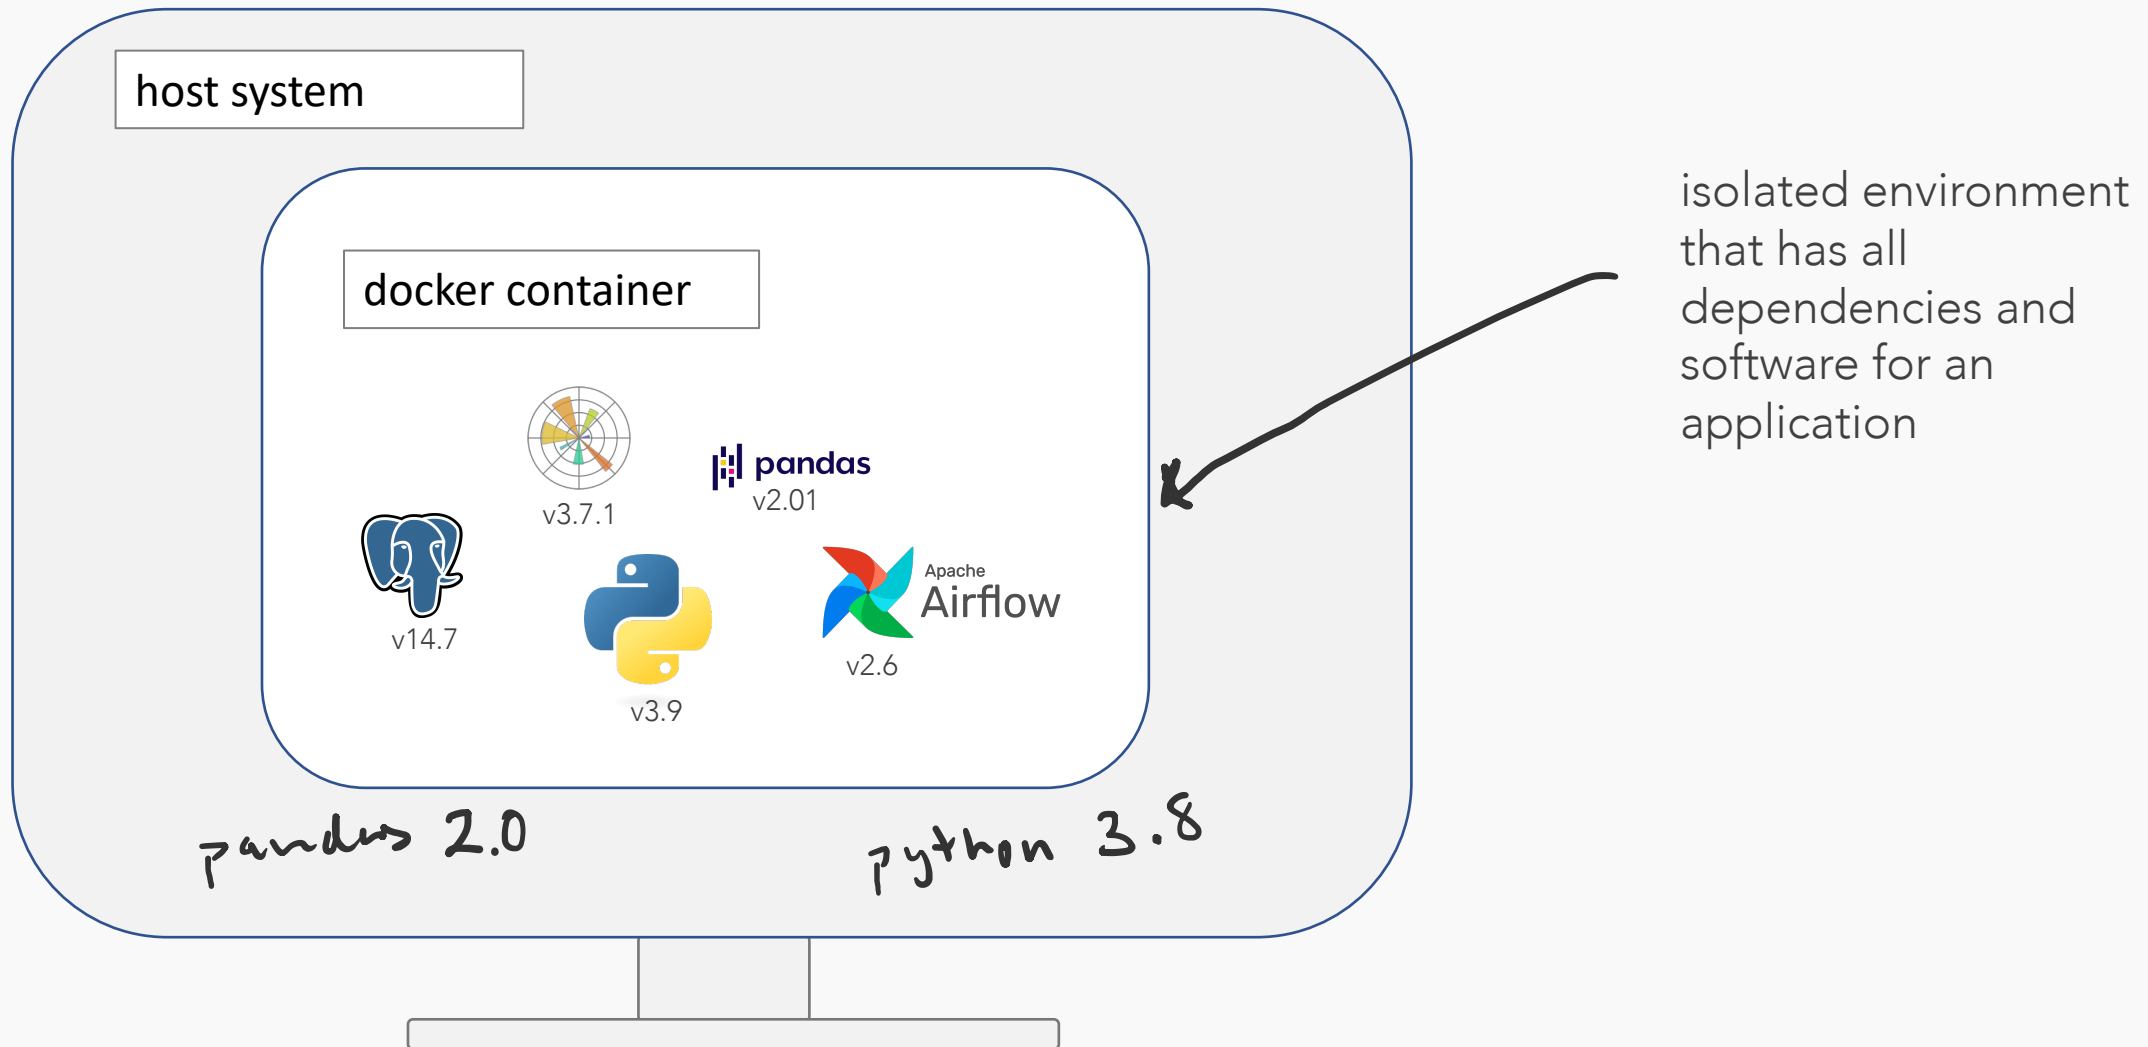 host system
docker container
v3.7.1
pandas
v2.01
v14.7
v3.9
Apache
Airflow
v2.6
pandas 2.0
python 3.8
isolated environment
that has all
dependencies and
software for an
application